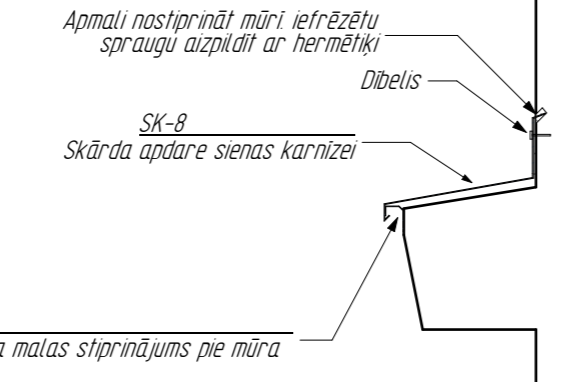 Apmali nostiprināt mūrī. iefrēzētu
spraugu aizpildīt ar hermētiķi
Dībelis
SK-8
Skārda apdare sienas karnīzei
malas stiprinājums pie mūra